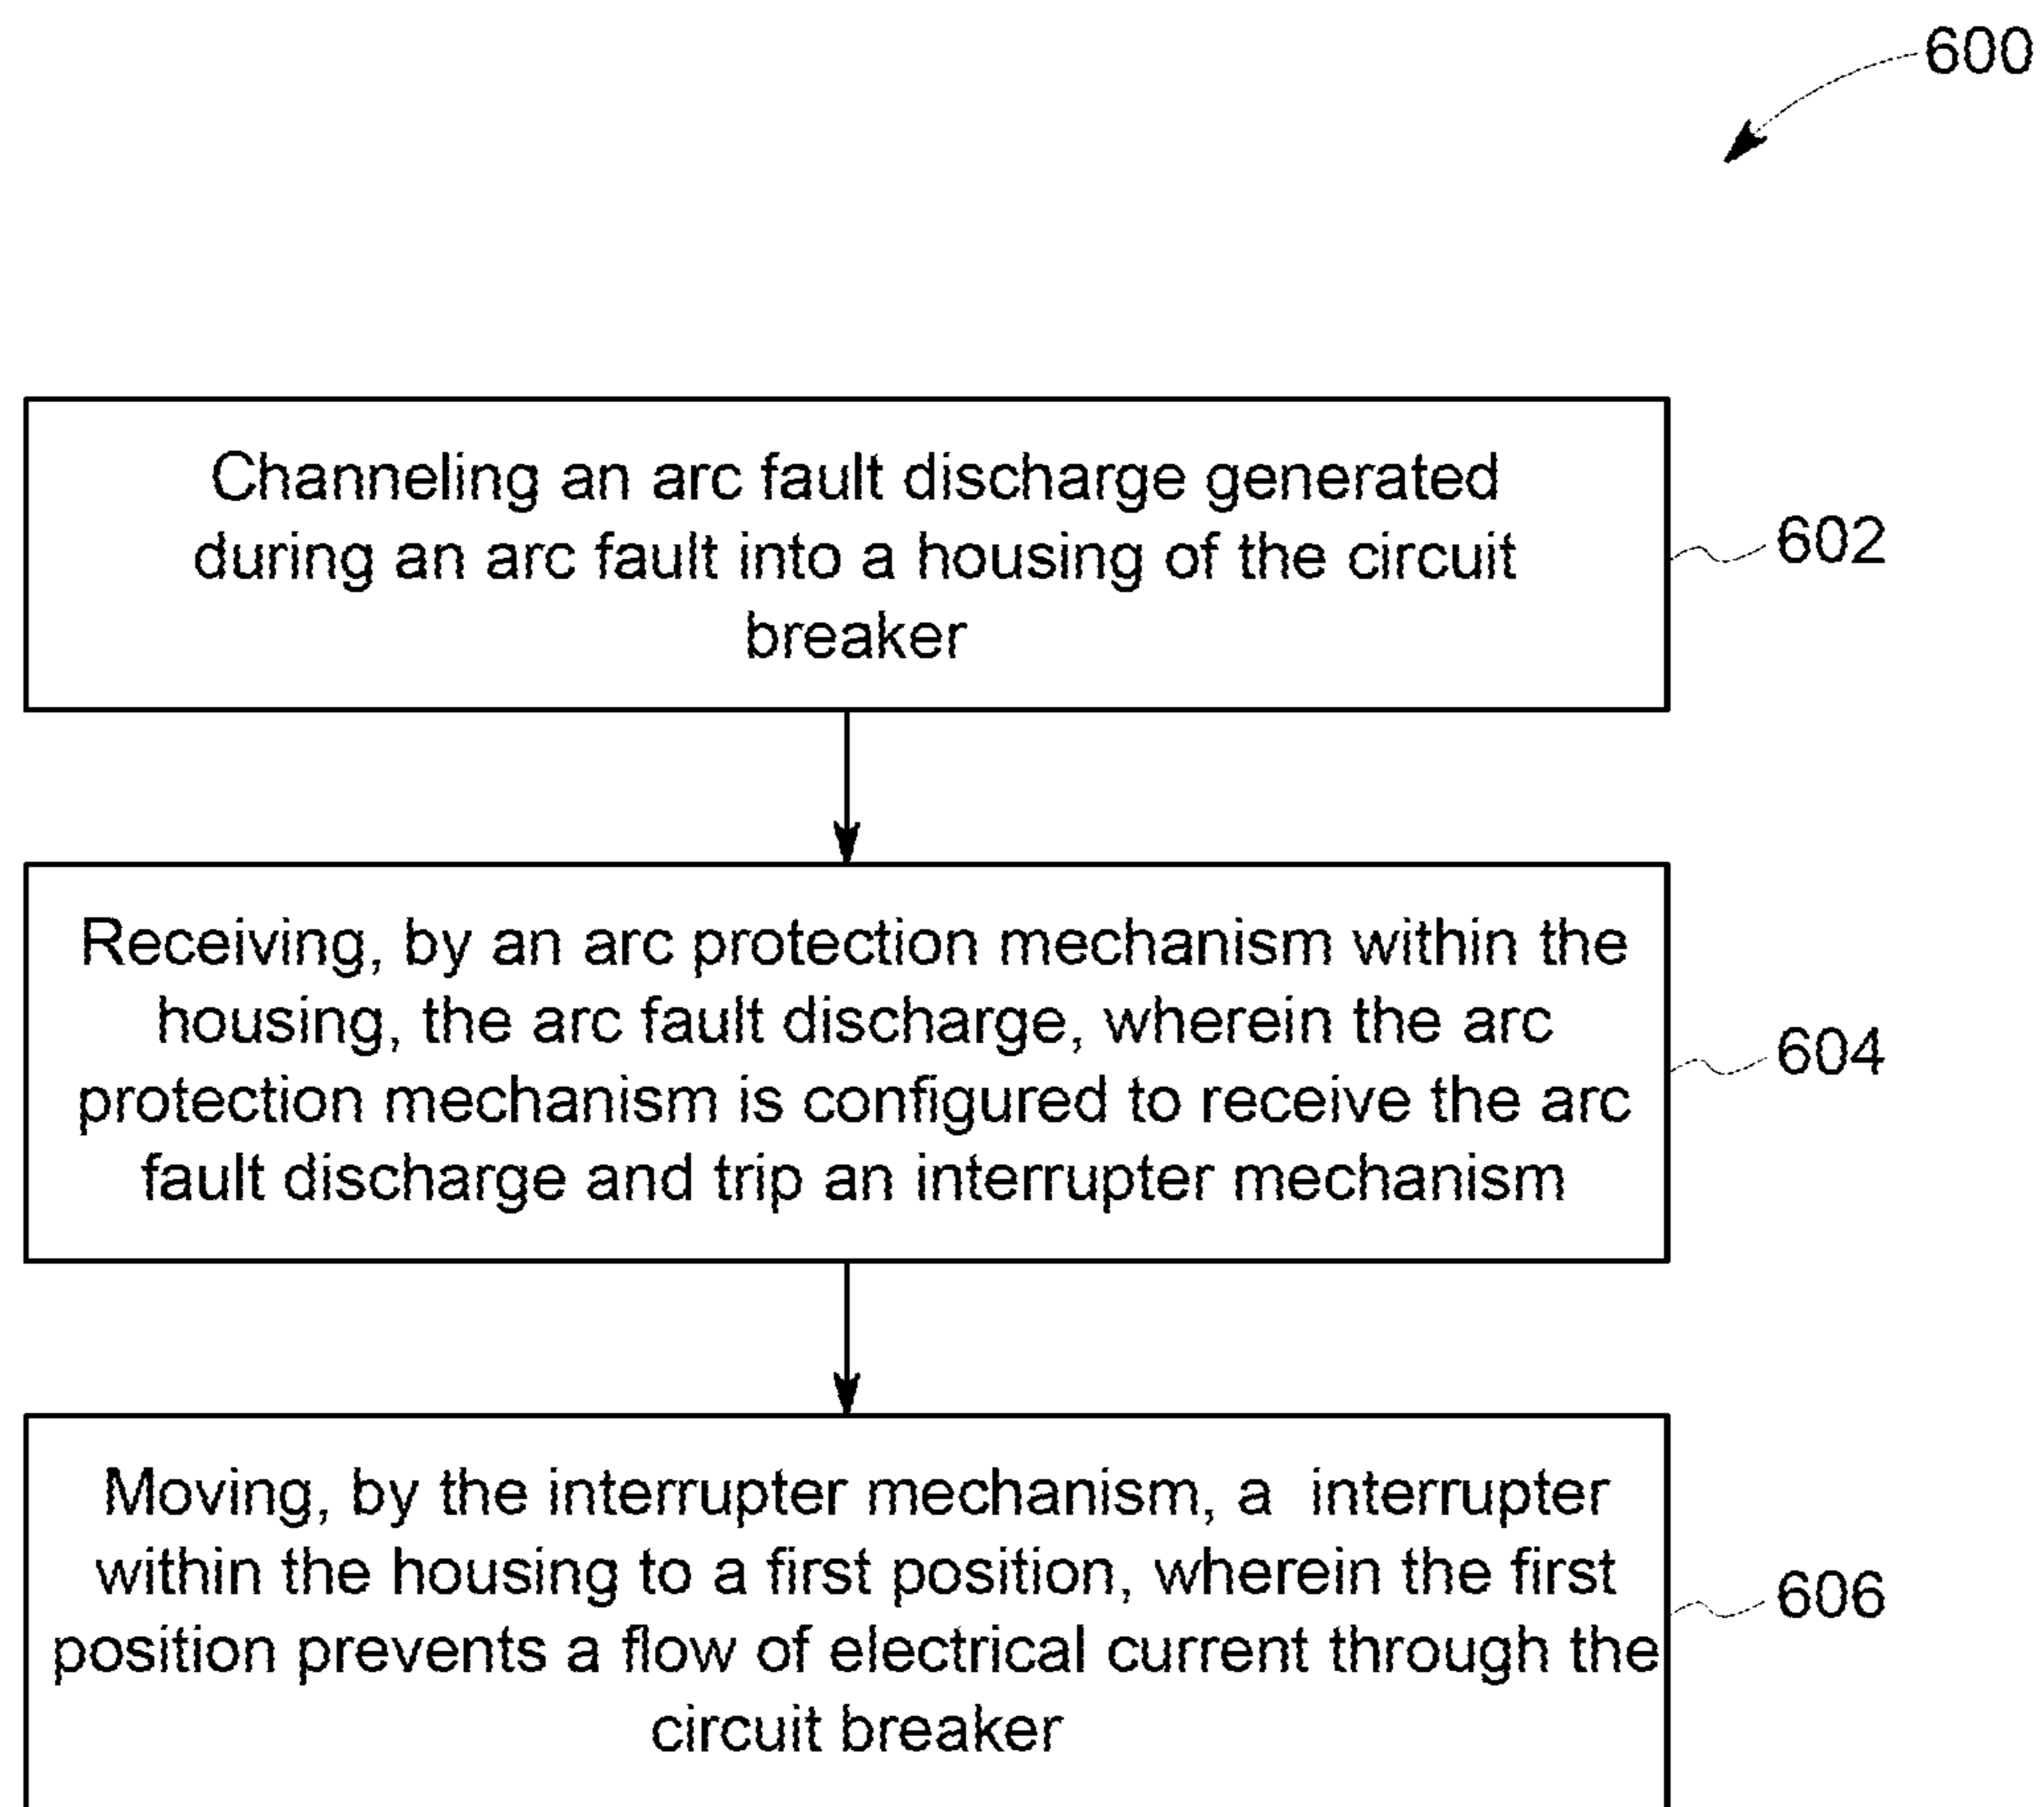 600
Channeling an arc fault discharge generated
during an arc fault into a housing of the circuit
breaker
602
Receiving, by an arc protection mechanism within the
housing, the arc fault discharge, wherein the arc
protection mechanism is configured to receive the arc
fault discharge and trip an interrupter mechanism
604
Moving, by the interrupter mechanism, a interrupter
within the housing to a first position, wherein the first
position prevents a flow of electrical current through the
circuit breaker
606